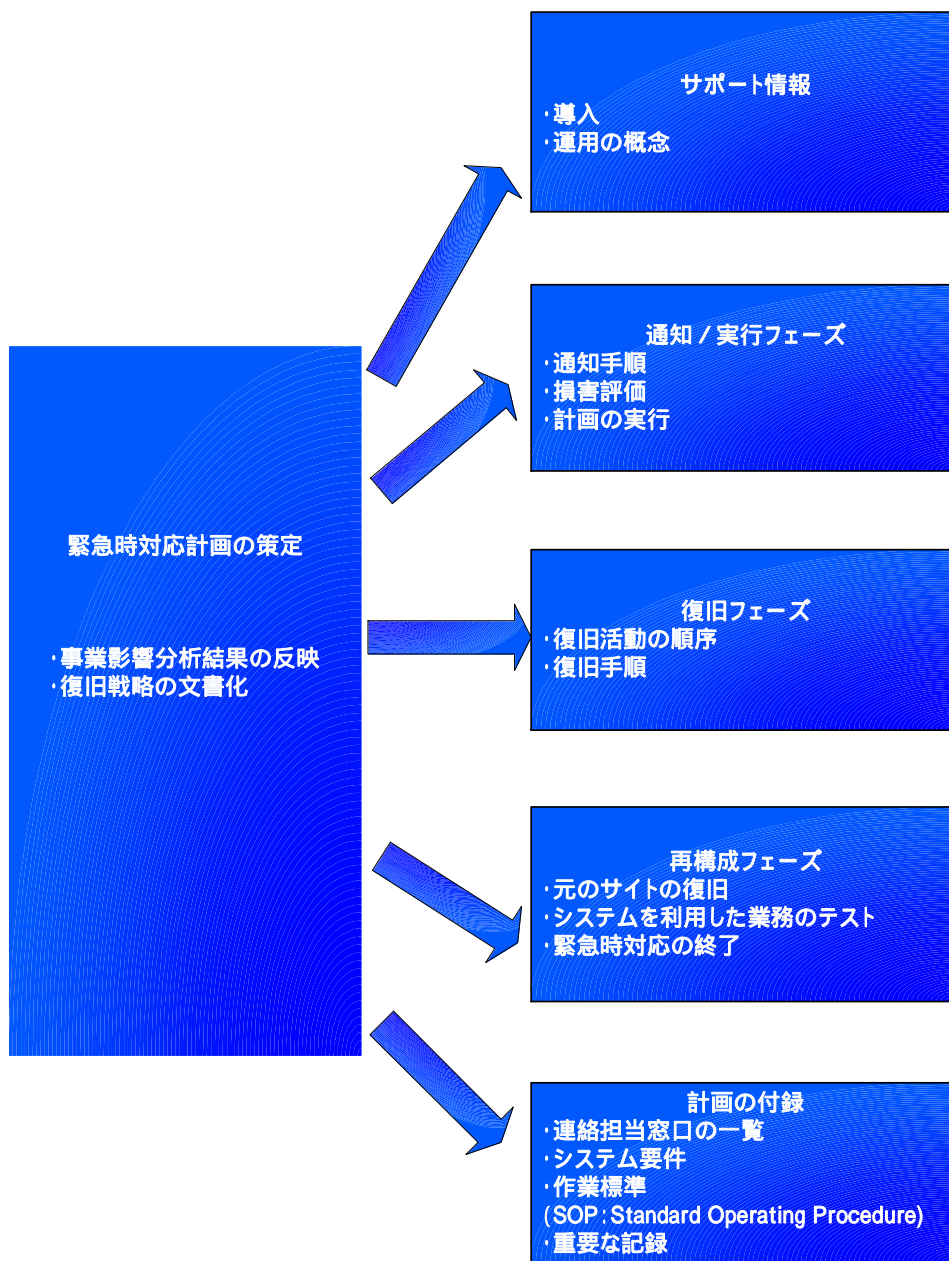 サポート情報
・導入
・運用の概念
通知 / 実行フェーズ
・通知手順
・損害評価
・計画の実行
緊急時対応計画の策定
・事業影響分析結果の反映
・復旧戦略の文書化
復旧フェーズ
・復旧活動の順序
・復旧手順
再構成フェーズ
・元のサイトの復旧
・システムを利用した業務のテスト
・緊急時対応の終了
計画の付録
・連絡担当窓口の一覧
・システム要件
・作業標準
(SOP:Standard Operating Procedure)
・重要な記録